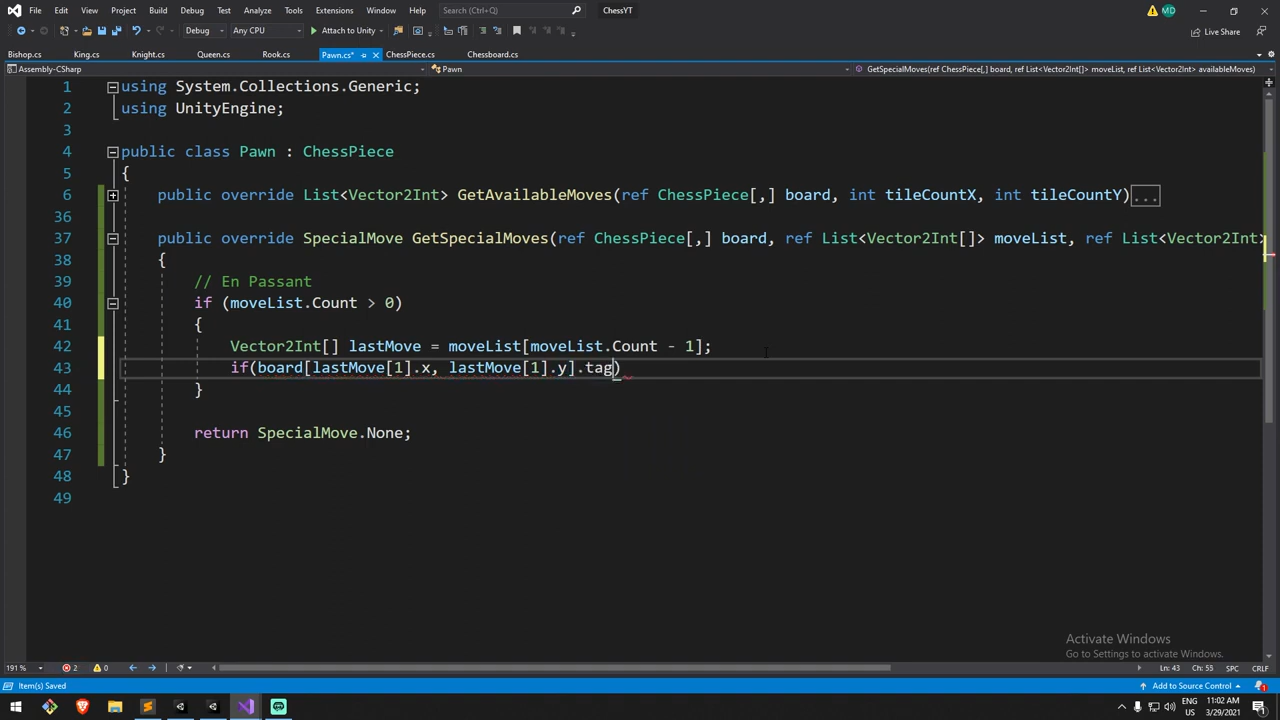 File Edit View Project Build Debug Test Analyze Tools Extensions Window Help Search (Ctrl+Q) ChessYT MD
Debug Any CPU Attach to Unity Live Share
Bishop.cs King.cs Knight.cs Queen.cs Rook.cs Pawn.cs* ChessPiece.cs Chessboard.cs
Assembly-CSharp Pawn GetSpecialMoves(ref ChessPiece[,] board, ref List<Vector2Int[]> moveList, ref List<Vector2Int> availableMoves)
1 using System.Collections.Generic;
2 using UnityEngine;
3
4 public class Pawn : ChessPiece
5 {
6 public override List<Vector2Int> GetAvailableMoves(ref ChessPiece[,] board, int tileCountX, int tileCountY)...
36
37 public override SpecialMove GetSpecialMoves(ref ChessPiece[,] board, ref List<Vector2Int[]> moveList, ref List<Vector2Int>
38 {
39 // En Passant
40 if (moveList.Count > 0)
41 {
42 Vector2Int[] lastMove = moveList[moveList.Count - 1];
43 if(board[lastMove[1].x, lastMove[1].y].tag)
44 }
45
46 return SpecialMove.None;
47 }
48 }
49
Activate Windows
Go to Settings to activate Windows.
191 % 2 0 Ln: 43 Ch: 53 SPC CRLF
Item(s) Saved Add to Source Control 1
ENG 11:02 AM
US 3/29/2021 1